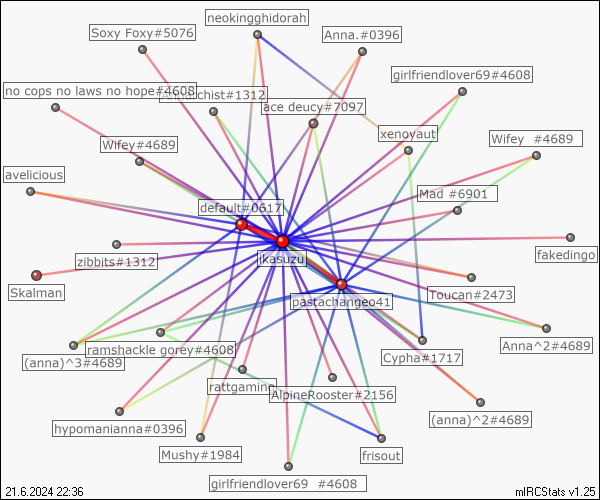 neokingghidorah
Soxy Foxy#5076
Anna.#0396
girlfriendlover69#4608
no cops no laws no hope#4608
Annarchist#1312
ace deucy#7097
xenovaut
Wifey #4689
Wifey#4689
avelicious
Mad #6901
default#0617
ikasuzu
fakedingo
zibbits#1312
Skalman
Toucan#2473
pastachangeo41
Anna^2#4689
(anna)^3#4689
ramshackle gorey#4608
Cypha#1717
rattgaming
AlpineRooster#2156
(anna)^2#4689
hypomanianna#0396
Mushy#1984
frisout
girlfriendlover69 #4608
21.6.2024 22:36
mIRCStats v1.25